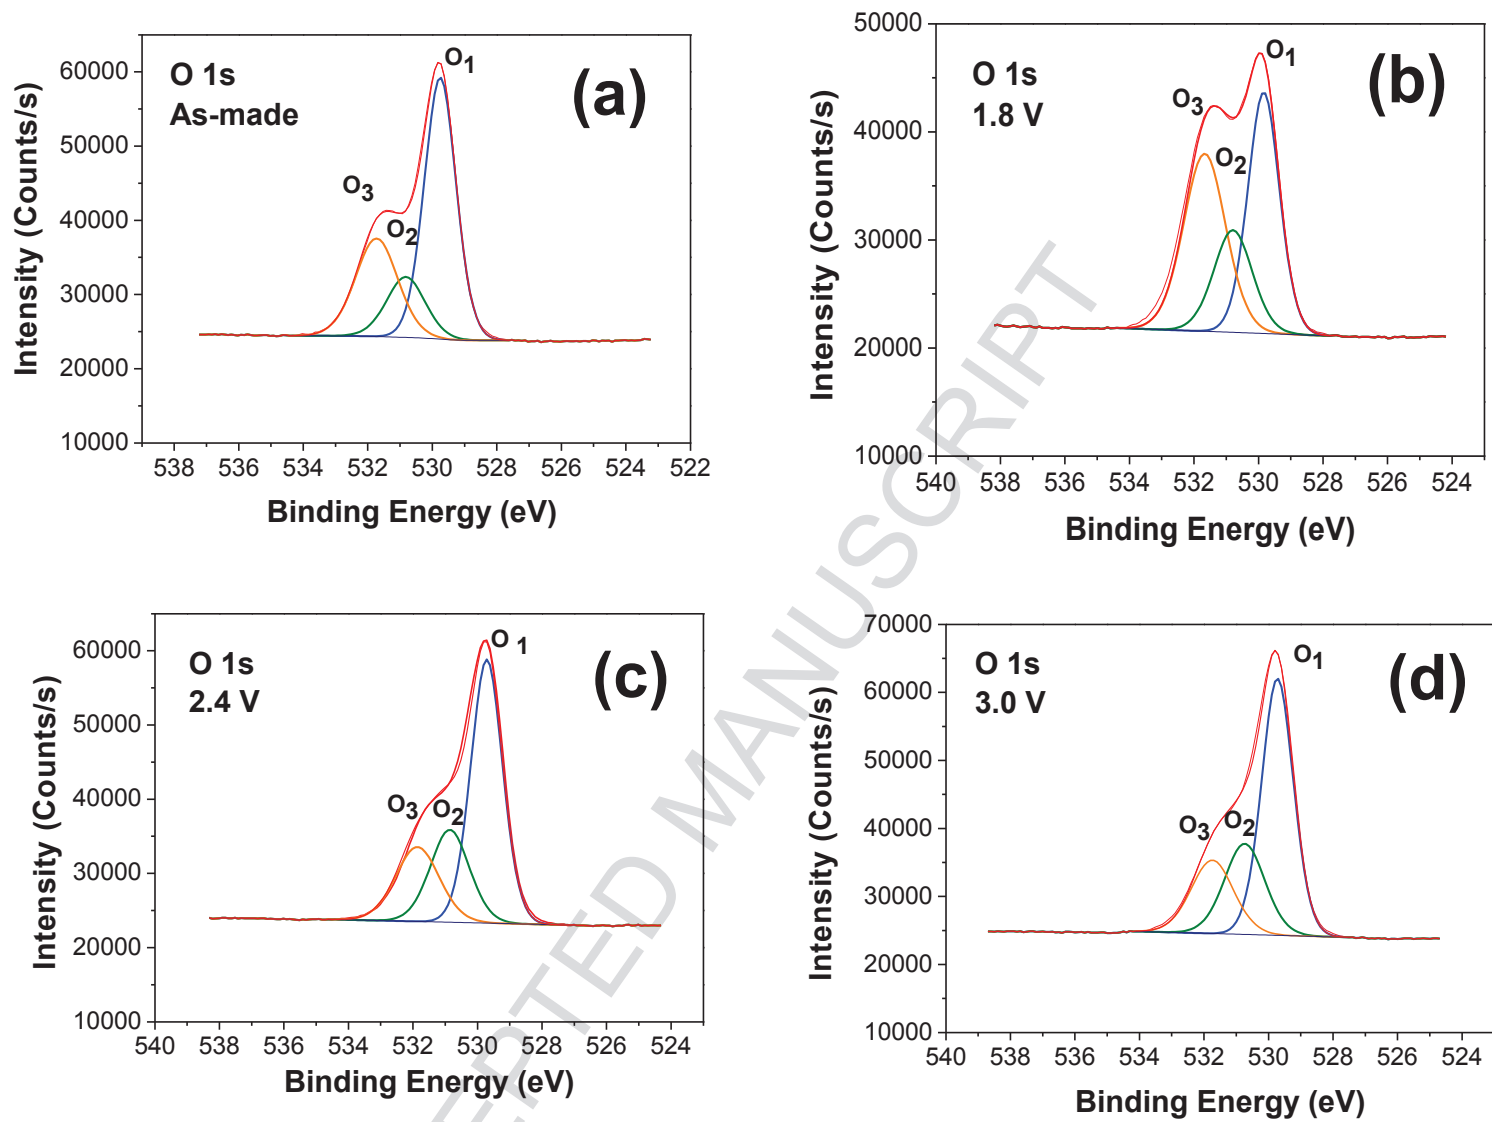 O 1s
As-made
(a)
O1
O3
O2
60000
50000
40000
30000
20000
10000
538 536 534 532 530 528 526 524 522
Intensity (Counts/s)
Binding Energy (eV)
O 1s
1.8 V
(b)
O1
O3
O2
50000
40000
30000
20000
10000
540 538 536 534 532 530 528 526 524
Intensity (Counts/s)
Binding Energy (eV)
O 1s
2.4 V
(c)
O 1
O3
O2
60000
50000
40000
30000
20000
10000
540 538 536 534 532 530 528 526 524
Intensity (Counts/s)
Binding Energy (eV)
O 1s
3.0 V
(d)
O1
O3
O2
70000
60000
50000
40000
30000
20000
10000
540 538 536 534 532 530 528 526 524
Intensity (Counts/s)
Binding Energy (eV)
EPTED MANUSCRIPT